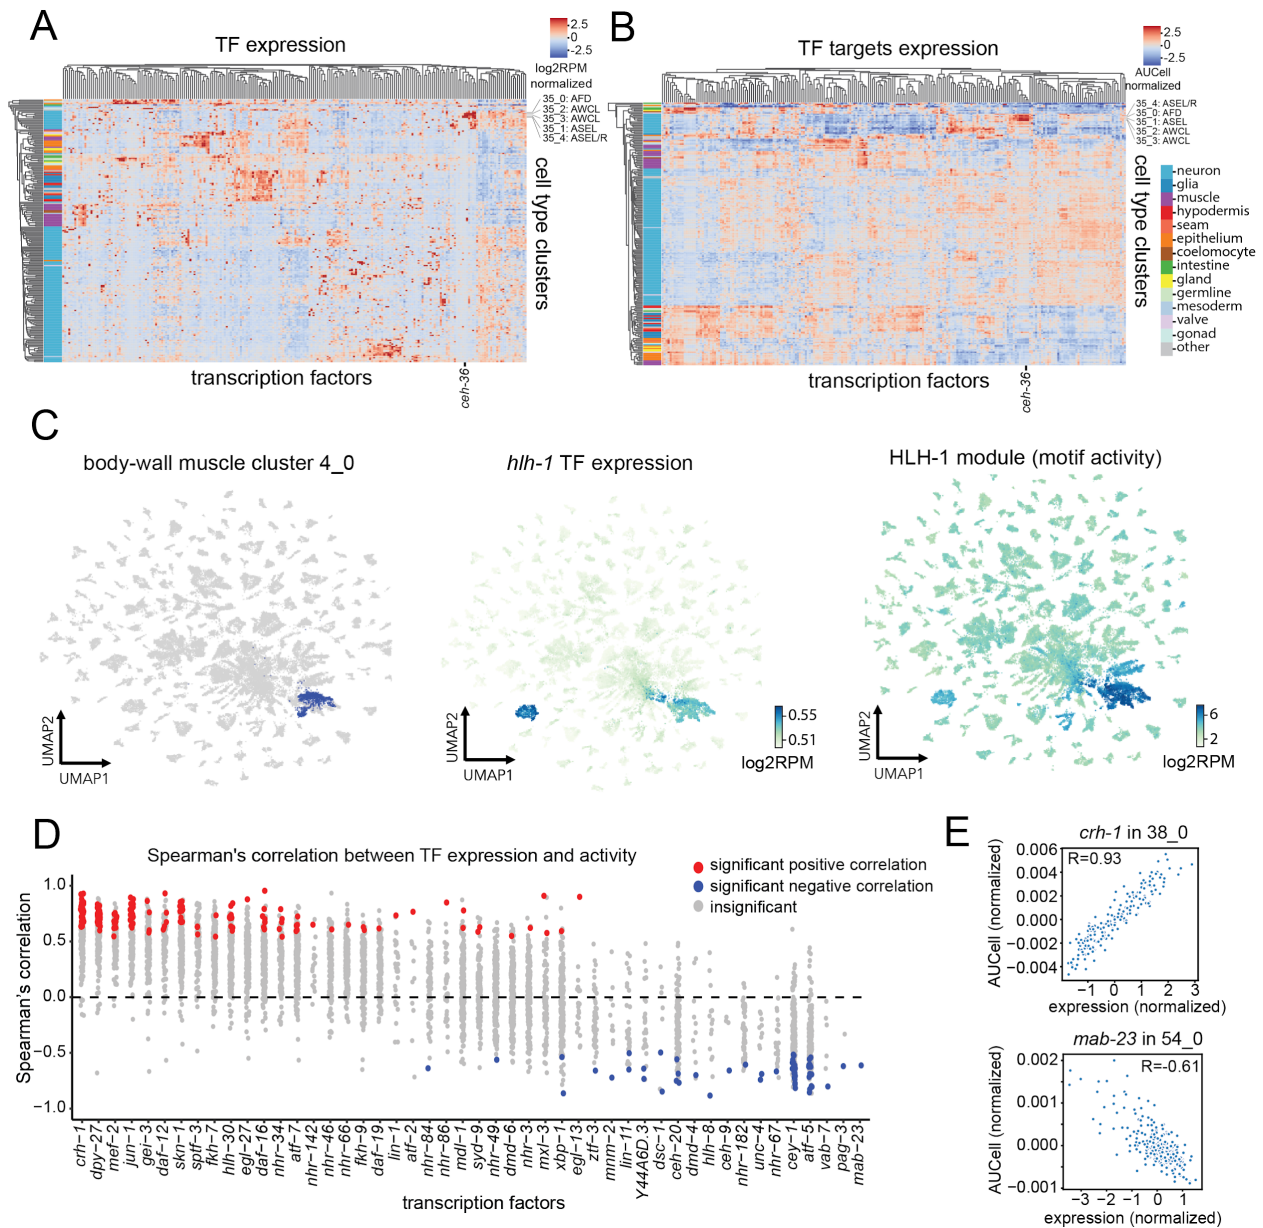 A
TF expression
2.5
0
-2.5
log2RPM
normalized
35_0: AFD
35_2: AWCL
35_3: AWCL
35_1: ASEL
35_4: ASEL/R
cell type clusters
transcription factors
ceh-36
B
TF targets expression
2.5
0
-2.5
AUCell
normalized
35_4: ASEL/R
35_0: AFD
35_1: ASEL
35_2: AWCL
35_3: AWCL
cell type clusters
transcription factors
ceh-36
neuron
glia
muscle
hypodermis
seam
epithelium
coelomocyte
intestine
gland
germline
mesoderm
valve
gonad
other
C
body-wall muscle cluster 4_0
UMAP2
UMAP1
hlh-1 TF expression
UMAP2
UMAP1
0.55
0.51
log2RPM
HLH-1 module (motif activity)
UMAP2
UMAP1
6
2
log2RPM
D
Spearman's correlation between TF expression and activity
significant positive correlation
significant negative correlation
insignificant
Spearman's correlation
1.0
0.5
0.0
−0.5
−1.0
crh−1
dpy−27
mef−2
jun−1
gei−3
daf−12
skn−1
sptf−3
fkh−7
hlh−30
egl−27
daf−16
nhr−34
atf−7
nhr−142
nhr−46
nhr−66
fkh−9
daf−19
lin−1
atf−2
nhr−84
nhr−86
mdl−1
syd−9
nhr−49
dmd−6
nhr−3
mxl−3
xbp−1
egl−13
ztf−3
mnm−2
lin−11
Y44A6D.3
dsc−1
ceh−20
dmd−4
hlh−8
ceh−9
nhr−182
unc−4
nhr−67
cey−1
atf−5
vab−7
pag−3
mab−23
transcription factors
E
crh-1 in 38_0
R=0.93
AUCell (normalized)
0.006
0.004
0.002
0.000
−0.002
−0.004
−1 0 1 2 3
expression (normalized)
mab-23 in 54_0
R=-0.61
AUCell (normalized)
0.002
0.001
0.000
−0.001
−3 −2 −1 0 1
expression (normalized)